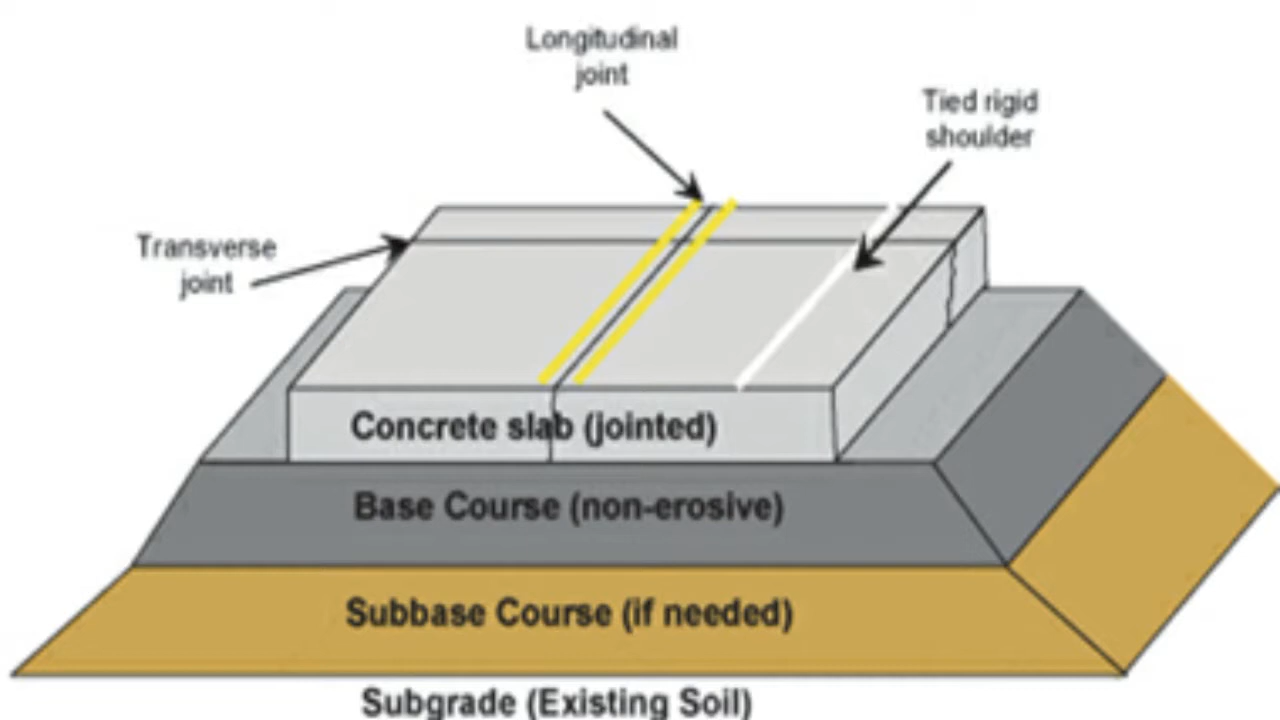 Longitudinal
joint
Tied rigid
shoulder
Transverse
joint
Concrete slab (jointed)
Base Course (non-erosive)
Subbase Course (if needed)
Subgrade (Existing Soil)